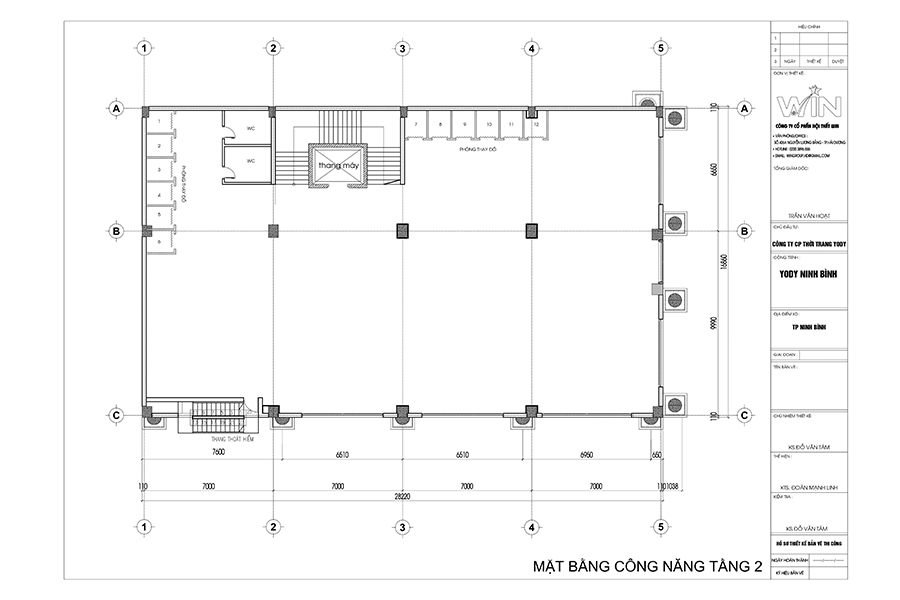 1 2 3 4 5
A A
1
2
3
4
5
6
PHÒNG THAY ĐỒ
WC
WC
thang máy
7 8 9 10 11 12
PHÒNG THAY ĐỒ
B B
C C
THANG THOÁT HIỂM
110
6650
16860
9990
110
7600 6510 6510 6950 650
110 7000 7000 7000 7000 110 1038
28220
1 2 3 4 5
MẶT BẰNG CÔNG NĂNG TẦNG 2
HIỆU CHỈNH
1
2
3 NGÀY THIẾT KẾ DUYỆT
ĐƠN VỊ THIẾT KẾ:
WIN
CÔNG TY CỔ PHẦN NỘI THẤT WIN
TỔNG GIÁM ĐỐC:
TRẦN VĂN HOẠT
CHỦ ĐẦU TƯ:
CÔNG TY CP THỜI TRANG YODY
CÔNG TRÌNH:
YODY NINH BÌNH
ĐỊA ĐIỂM XD:
TP NINH BÌNH
GIAI ĐOẠN:
TÊN BẢN VẼ:
CHỦ NHIỆM THIẾT KẾ:
KS ĐỖ VĂN TÁM
THỂ HIỆN:
KTS. ĐOÀN MẠNH LINH
KIỂM TRA:
KS.ĐỖ VĂN TÁM
HỒ SƠ THIẾT KẾ BẢN VẼ THI CÔNG
NGÀY HOÀN THÀNH
KÝ HIỆU BẢN VẼ